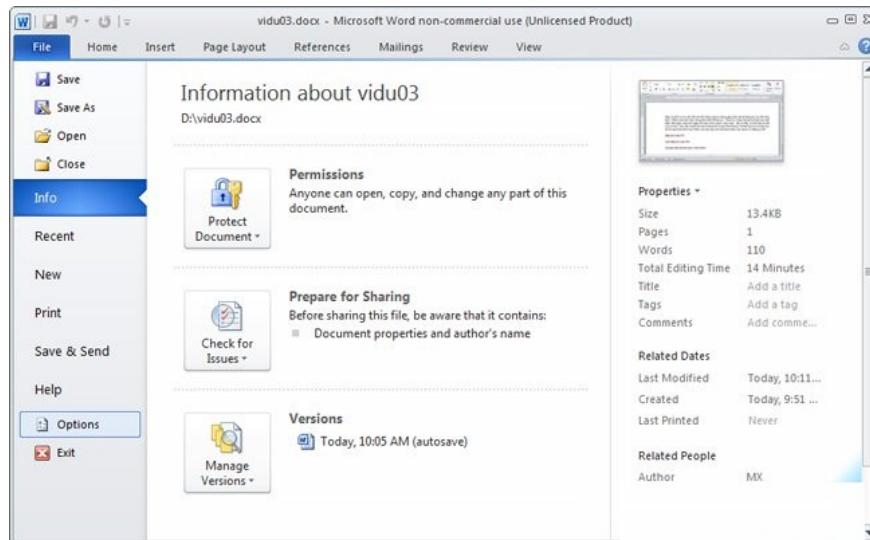 vidu03.docx - Microsoft Word non-commercial use (Unlicensed Product)
File Home Insert Page Layout References Mailings Review View
Save
Save As
Open
Close
Info
Recent
New
Print
Save & Send
Help
Options
Exit
Information about vidu03
D:\vidu03.docx
Protect
Document
Permissions
Anyone can open, copy, and change any part of this
document.
Check for
Issues
Prepare for Sharing
Before sharing this file, be aware that it contains:
Document properties and author's name
Manage
Versions
Versions
Today, 10:05 AM (autosave)
Properties
Size 13.4KB
Pages 1
Words 110
Total Editing Time 14 Minutes
Title Add a title
Tags Add a tag
Comments Add comme...
Related Dates
Last Modified Today, 10:11...
Created Today, 9:51 ...
Last Printed Never
Related People
Author MX